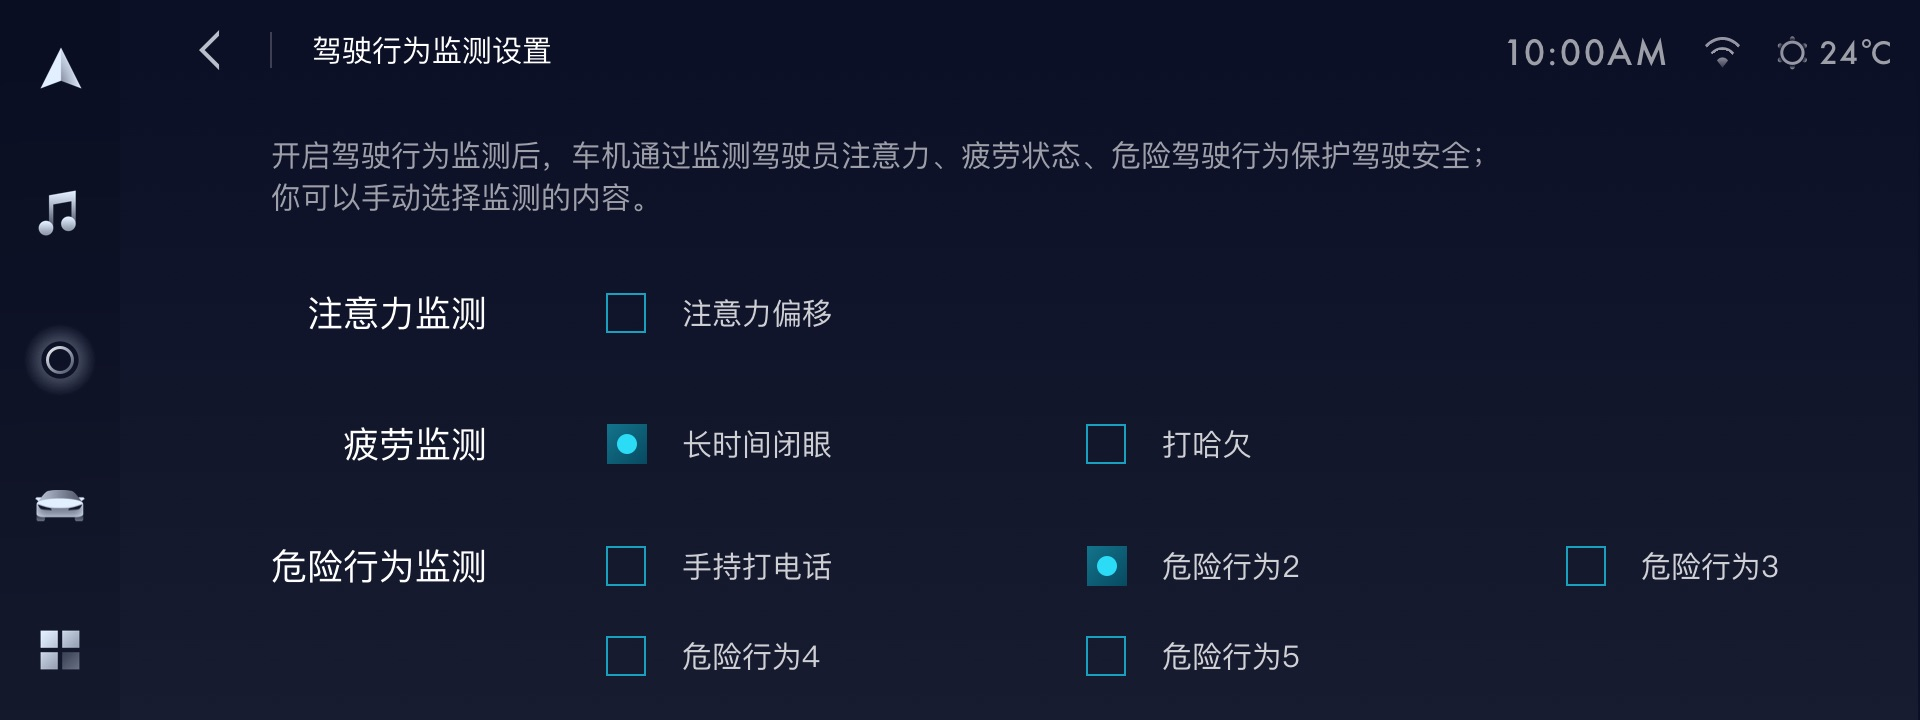 驾驶行为监测设置
10:00AM
24℃
开启驾驶行为监测后，车机通过监测驾驶员注意力、疲劳状态、危险驾驶行为保护驾驶安全；
你可以手动选择监测的内容。
注意力监测
注意力偏移
疲劳监测
长时间闭眼
打哈欠
危险行为监测
手持打电话
危险行为2
危险行为3
危险行为4
危险行为5